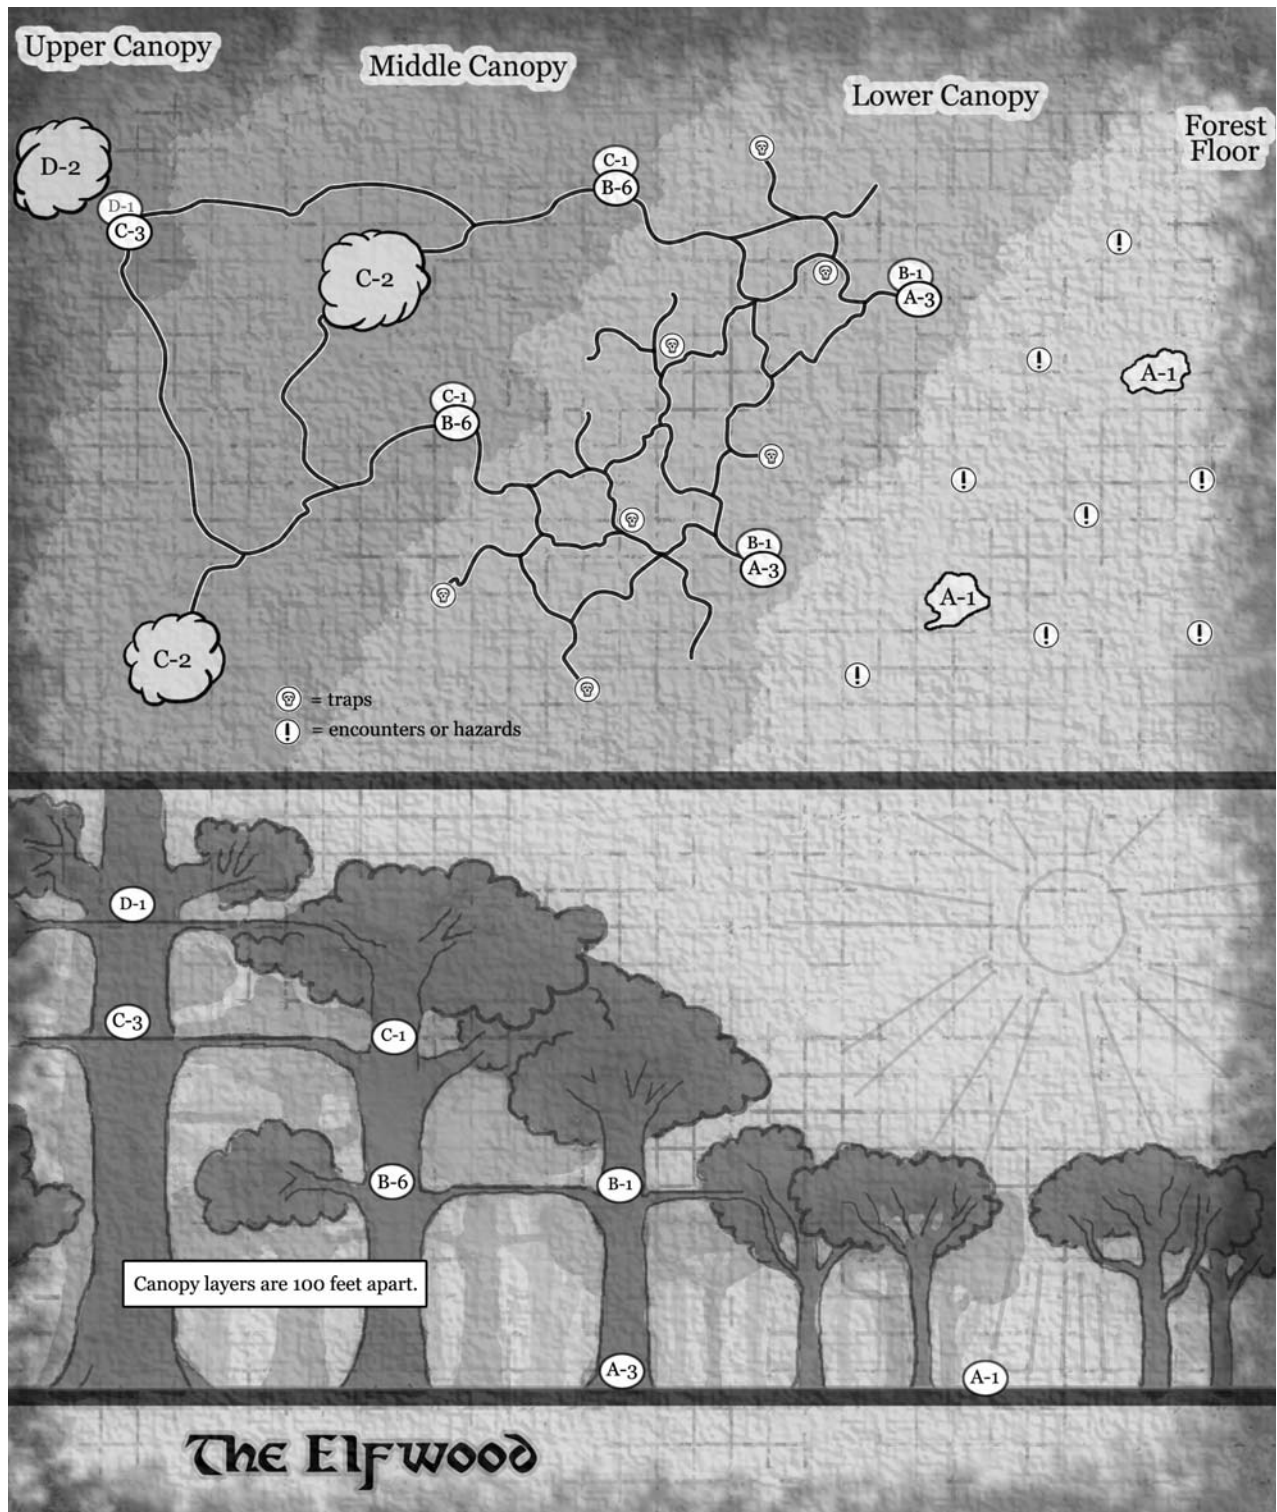 Upper Canopy
Middle Canopy
Lower Canopy
Forest
Floor
D-2
D-1
C-3
C-2
C-1
B-6
B-1
A-3
A-1
C-1
B-6
B-1
A-3
A-1
C-2
= traps
! = encounters or hazards
!
!
!
!
!
!
!
!
D-1
C-3
C-1
B-6
B-1
Canopy layers are 100 feet apart.
A-3
A-1
The Elfwood